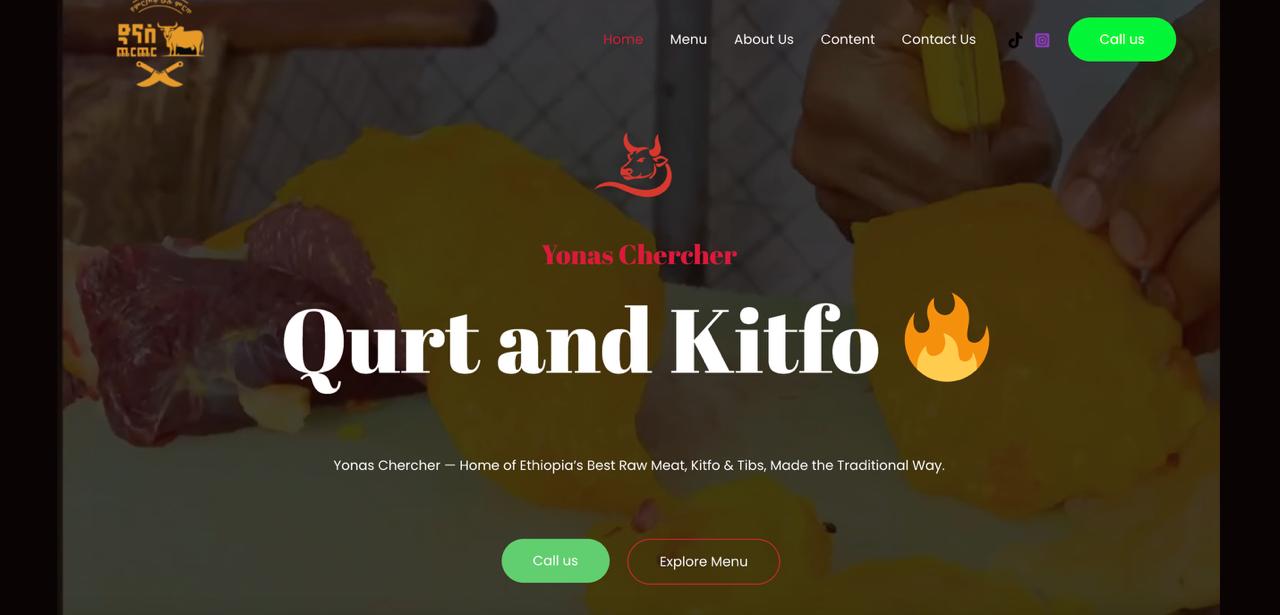 ዮናስ
ጨርጨር
Home
Menu
About Us
Content
Contact Us
Call us
Yonas Chercher
Qurt and Kitfo 🔥
Yonas Chercher — Home of Ethiopia’s Best Raw Meat, Kitfo & Tibs, Made the Traditional Way.
Call us
Explore Menu